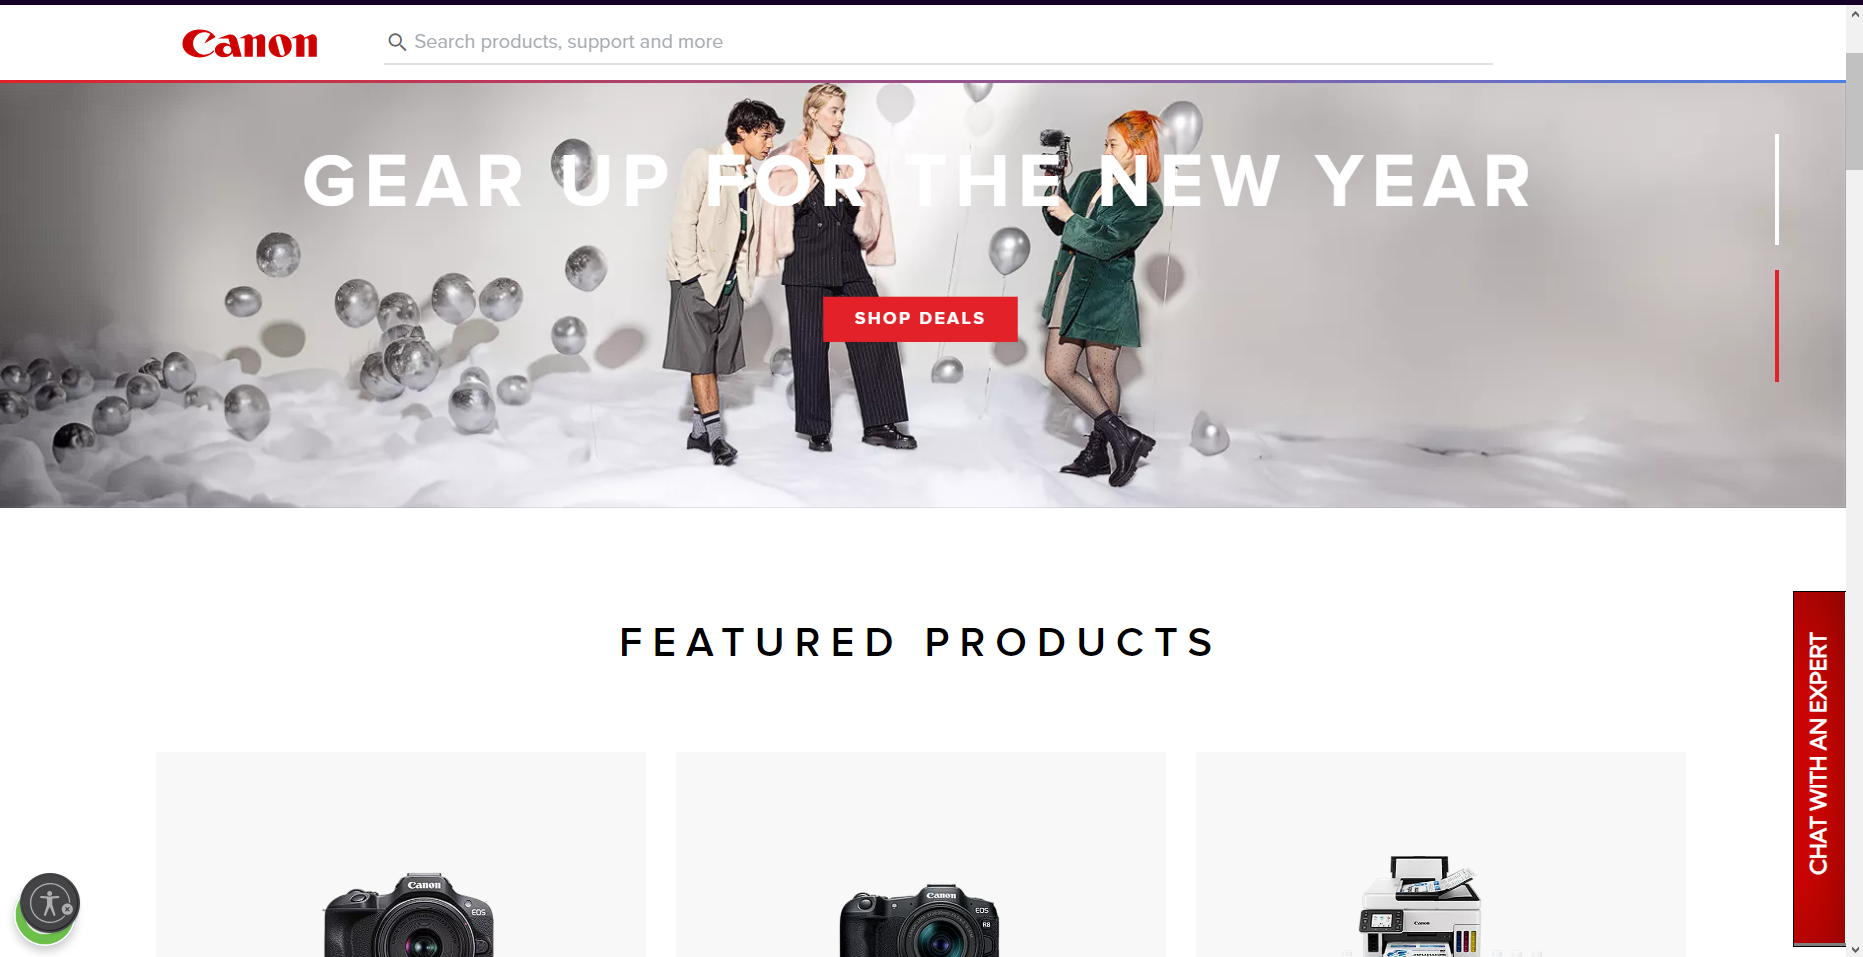 Canon
Search products, support and more
GEAR UP FOR THE NEW YEAR
SHOP DEALS
FEATURED PRODUCTS
CHAT WITH AN EXPERT
Canon
EOS
Canon
EOS
R8
Canon